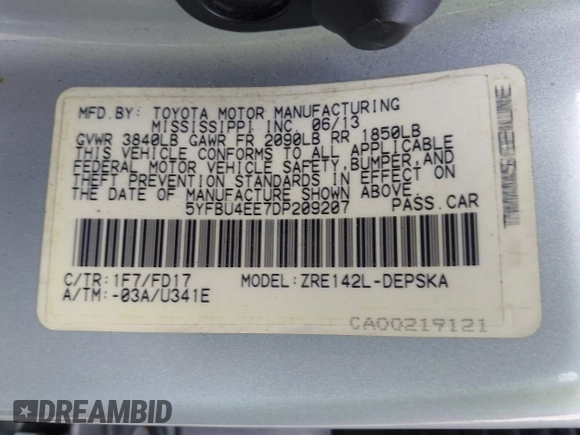 MFD.BY: TOYOTA MOTOR MANUFACTURING
MISSISSIPPI INC. 06/13
GVWR 3840LB GAWR FR 2090LB RR 1850LB
THIS VEHICLE CONFORMS TO ALL APPLICABLE
FEDERAL MOTOR VEHICLE SAFETY,BUMPER,AND
THEFT PREVENTION STANDARDS IN EFFECT ON
THE DATE OF MANUFACTURE SHOWN ABOVE.
5YFBU4EE7DP209207 PASS.CAR
C/TR:1F7/FD17 MODEL:ZRE142L-DEPSKA
A/TM:-03A/U341E
CA00219121
DREAMBID